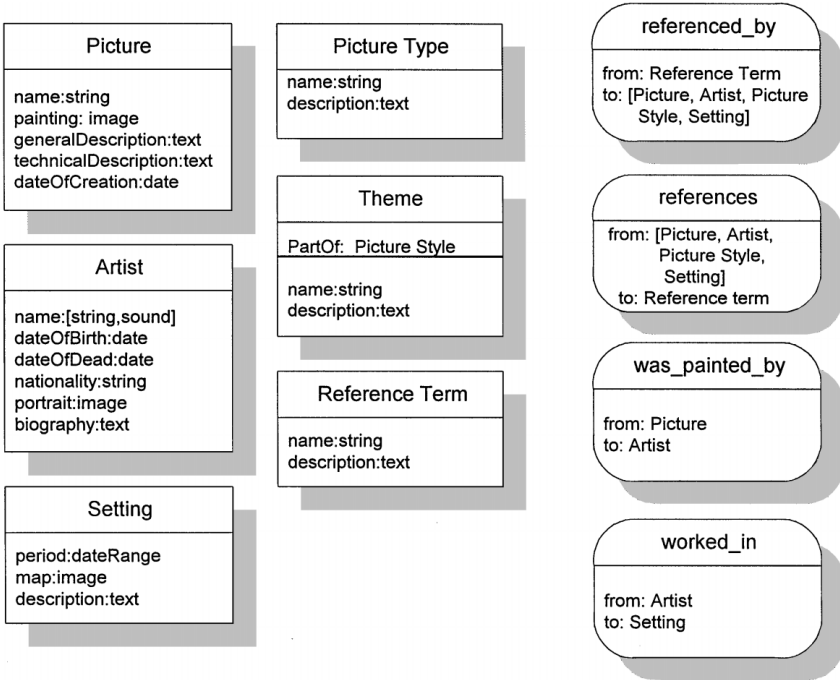 Picture
name:string
painting: image
generalDescription:text
technicalDescription:text
dateOfCreation:date
Artist
name:[string,sound]
dateOfBirth:date
dateOfDead:date
nationality:string
portrait:image
biography:text
Setting
period:dateRange
map:image
description:text
Picture Type
name:string
description:text
Theme
PartOf: Picture Style
name:string
description:text
Reference Term
name:string
description:text
referenced_by
from: Reference Term
to: [Picture, Artist, Picture
Style, Setting]
references
from: [Picture, Artist,
Picture Style,
Setting]
to: Reference term
was_painted_by
from: Picture
to: Artist
worked_in
from: Artist
to: Setting